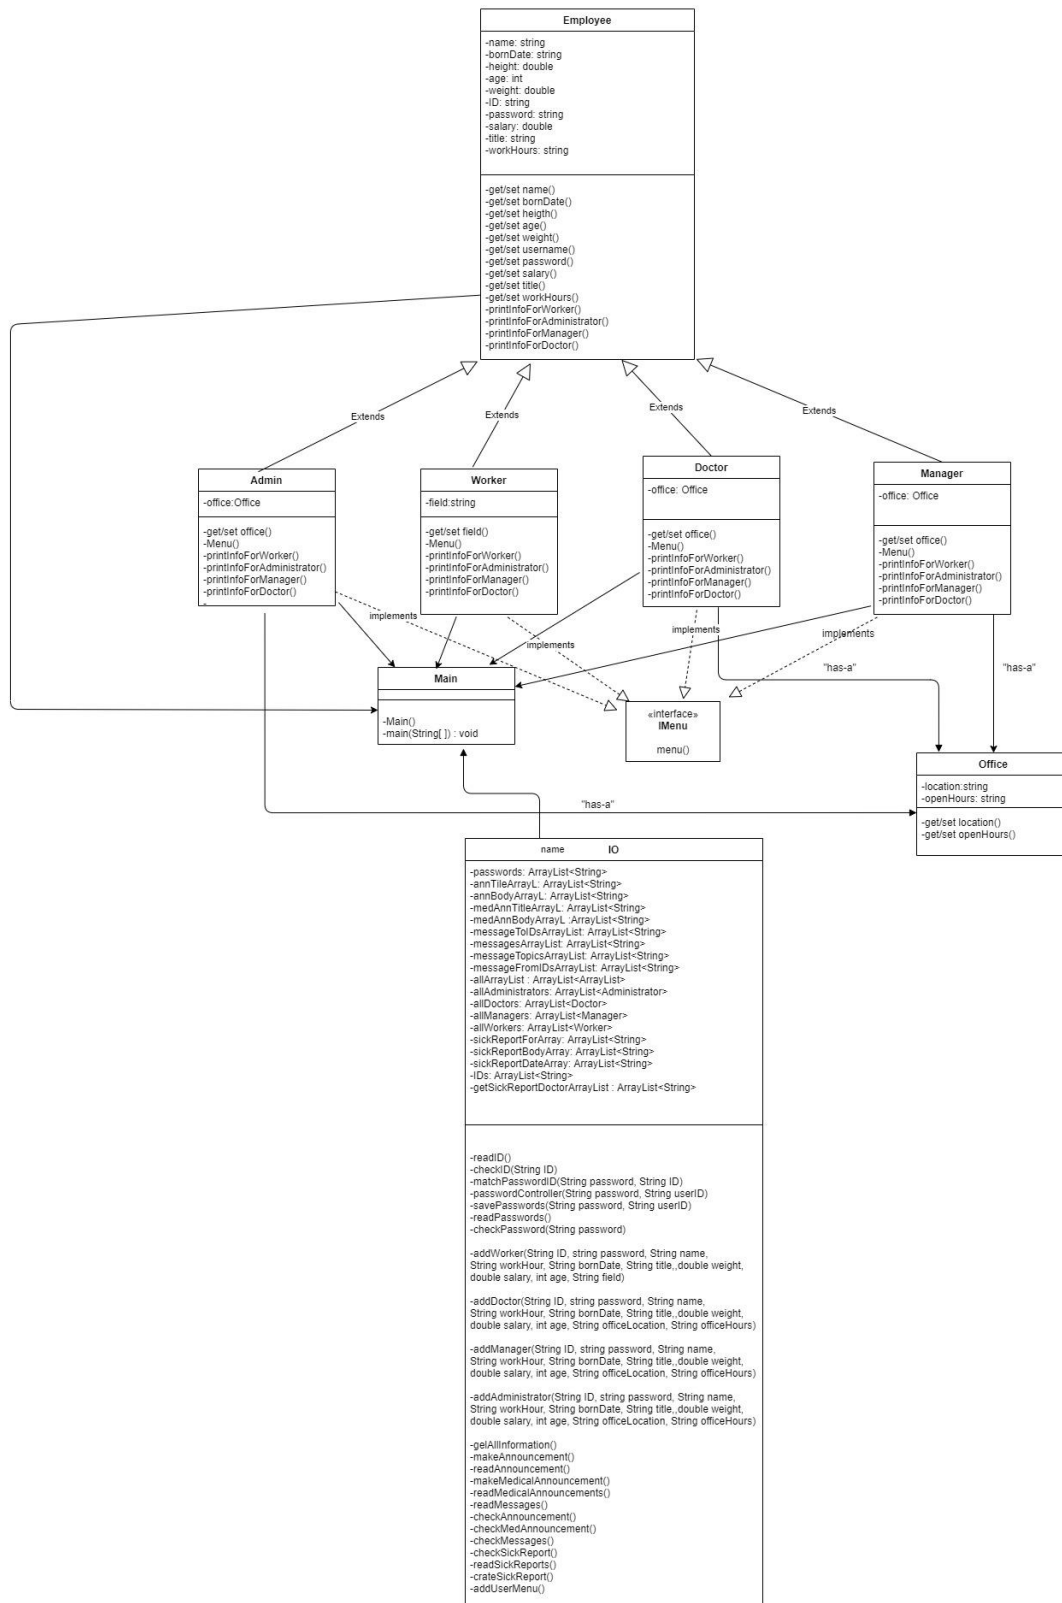 Employee
-name: string
-bornDate: string
-height: double
-age: int
-weight: double
-ID: string
-password: string
-salary: double
-title: string
-workHours: string
-get/set name()
-get/set bornDate()
-get/set heigth()
-get/set age()
-get/set weight()
-get/set username()
-get/set password()
-get/set salary()
-get/set title()
-get/set workHours()
-printInfoForWorker()
-printInfoForAdministrator()
-printInfoForManager()
-printInfoForDoctor()
Extends
Extends
Extends
Extends
Admin
-office:Office
-get/set office()
-Menu()
-printInfoForWorker()
-printInfoForAdministrator()
-printInfoForManager()
-printInfoForDoctor()
-
Worker
-field:string
-get/set field()
-Menu()
-printInfoForWorker()
-printInfoForAdministrator()
-printInfoForManager()
-printInfoForDoctor()
Doctor
-office: Office
-get/set office()
-Menu()
-printInfoForWorker()
-printInfoForAdministrator()
-printInfoForManager()
-printInfoForDoctor()
Manager
-office: Office
-get/set office()
-Menu()
-printInfoForWorker()
-printInfoForAdministrator()
-printInfoForManager()
-printInfoForDoctor()
implements
implements
implements
implements
"has-a"
"has-a"
Main
-Main()
-main(String[ ]) : void
«interface»
IMenu
menu()
Office
-location:string
-openHours: string
-get/set location()
-get/set openHours()
"has-a"
name IO
-passwords: ArrayList<String>
-annTileArrayL: ArrayList<String>
-annBodyArrayL: ArrayList<String>
-medAnnTitleArrayL: ArrayList<String>
-medAnnBodyArrayL :ArrayList<String>
-messageToIDsArrayList: ArrayList<String>
-messagesArrayList: ArrayList<String>
-messageTopicsArrayList: ArrayList<String>
-messageFromIDsArrayList: ArrayList<String>
-allArrayList : ArrayList<ArrayList>
-allAdministrators: ArrayList<Administrator>
-allDoctors: ArrayList<Doctor>
-allManagers: ArrayList<Manager>
-allWorkers: ArrayList<Worker>
-sickReportForArray: ArrayList<String>
-sickReportBodyArray: ArrayList<String>
-sickReportDateArray: ArrayList<String>
-IDs: ArrayList<String>
-getSickReportDoctorArrayList : ArrayList<String>
-readID()
-checkID(String ID)
-matchPasswordID(String password, String ID)
-passwordController(String password, String userID)
-savePasswords(String password, String userID)
-readPasswords()
-checkPassword(String password)
-addWorker(String ID, string password, String name,
String workHour, String bornDate, String title,,double weight,
double salary, int age, String field)
-addDoctor(String ID, string password, String name,
String workHour, String bornDate, String title,,double weight,
double salary, int age, String officeLocation, String officeHours)
-addManager(String ID, string password, String name,
String workHour, String bornDate, String title,,double weight,
double salary, int age, String officeLocation, String officeHours)
-addAdministrator(String ID, string password, String name,
String workHour, String bornDate, String title,,double weight,
double salary, int age, String officeLocation, String officeHours)
-gelAllInformation()
-makeAnnouncement()
-readAnnouncement()
-makeMedicalAnnouncement()
-readMedicalAnnouncements()
-readMessages()
-checkAnnouncement()
-checkMedAnnouncement()
-checkMessages()
-checkSickReport()
-readSickReports()
-crateSickReport()
-addUserMenu()